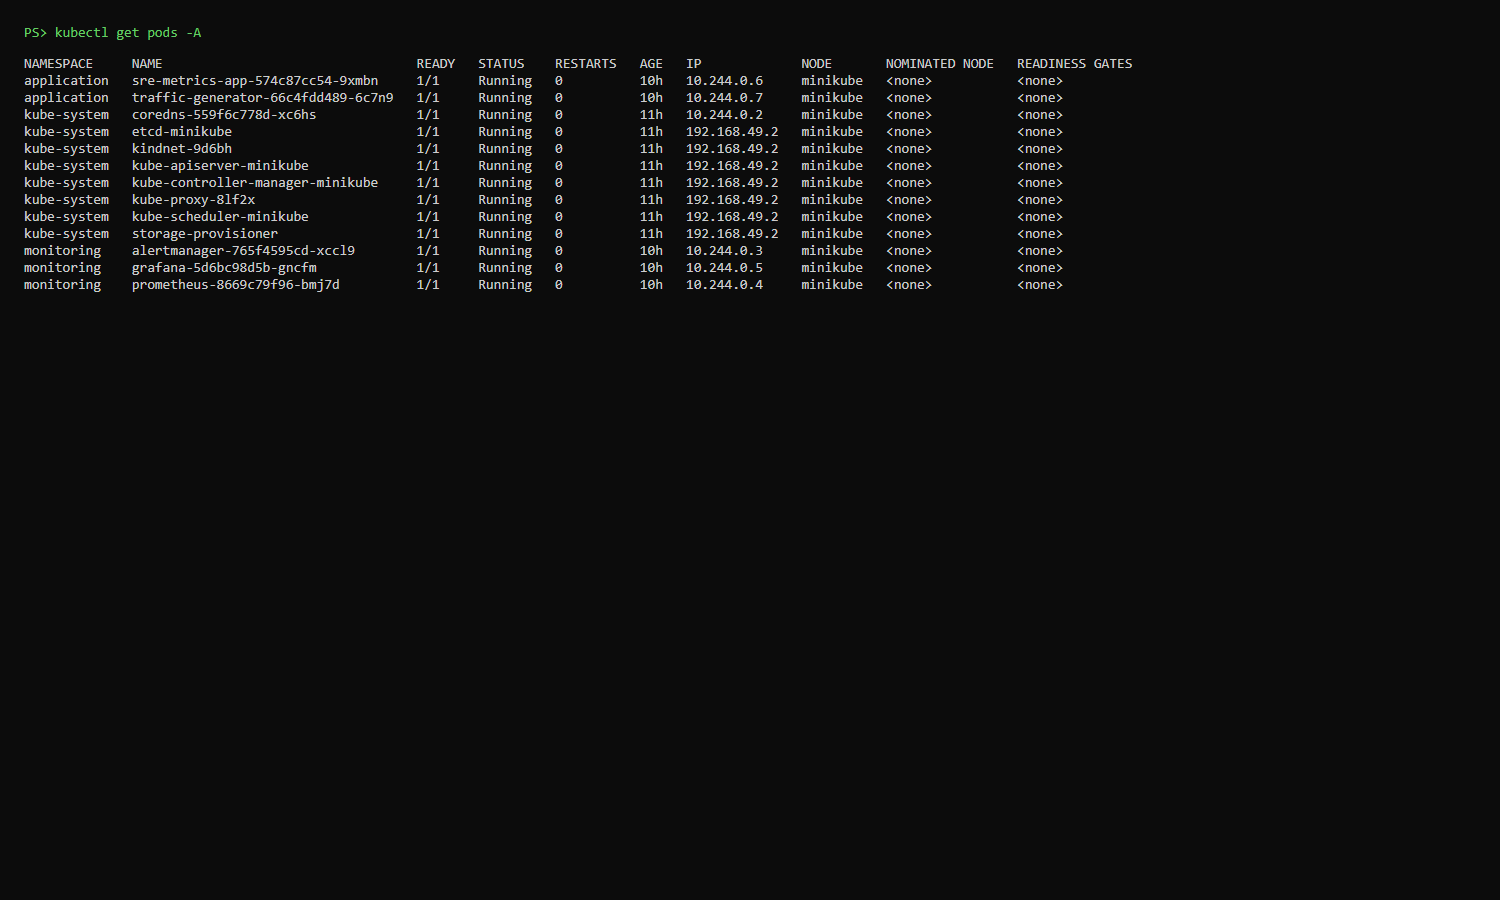 PS> kubectl get pods -A
NAMESPACE     NAME                                 READY   STATUS    RESTARTS   AGE   IP             NODE       NOMINATED NODE   READINESS GATES
application   sre-metrics-app-574c87cc54-9xmbn     1/1     Running   0          10h   10.244.0.6     minikube   <none>           <none>
application   traffic-generator-66c4fdd489-6c7n9   1/1     Running   0          10h   10.244.0.7     minikube   <none>           <none>
kube-system   coredns-559f6c778d-xc6hs             1/1     Running   0          11h   10.244.0.2     minikube   <none>           <none>
kube-system   etcd-minikube                        1/1     Running   0          11h   192.168.49.2   minikube   <none>           <none>
kube-system   kindnet-9d6bh                        1/1     Running   0          11h   192.168.49.2   minikube   <none>           <none>
kube-system   kube-apiserver-minikube              1/1     Running   0          11h   192.168.49.2   minikube   <none>           <none>
kube-system   kube-controller-manager-minikube     1/1     Running   0          11h   192.168.49.2   minikube   <none>           <none>
kube-system   kube-proxy-8lf2x                     1/1     Running   0          11h   192.168.49.2   minikube   <none>           <none>
kube-system   kube-scheduler-minikube              1/1     Running   0          11h   192.168.49.2   minikube   <none>           <none>
kube-system   storage-provisioner                  1/1     Running   0          11h   192.168.49.2   minikube   <none>           <none>
monitoring    alertmanager-765f4595cd-xccl9        1/1     Running   0          10h   10.244.0.3     minikube   <none>           <none>
monitoring    grafana-5d6bc98d5b-gncfm             1/1     Running   0          10h   10.244.0.5     minikube   <none>           <none>
monitoring    prometheus-8669c79f96-bmj7d          1/1     Running   0          10h   10.244.0.4     minikube   <none>           <none>